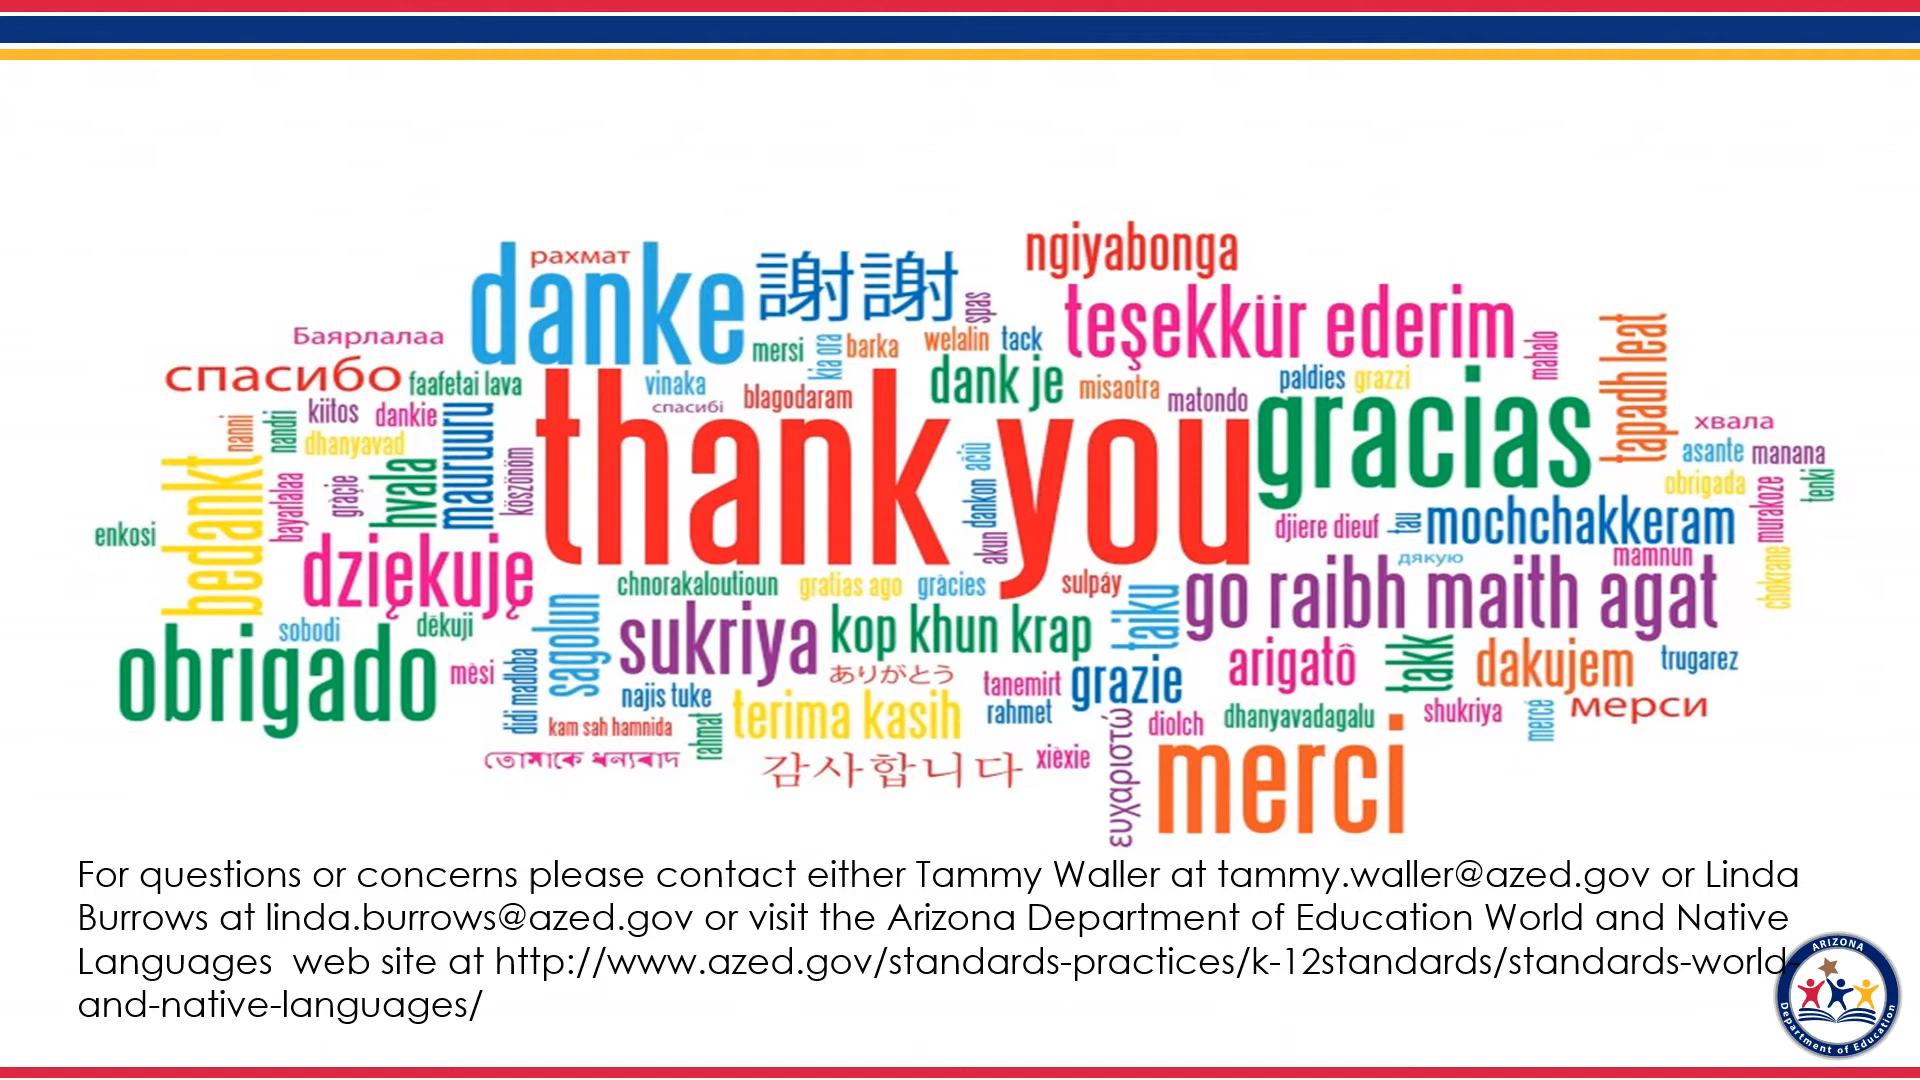 ngiyabonga
рахмат
danke
謝謝
spas
teşekkür ederim
Баярлалаа
mersi
kia ora
barka
welalin
tack
mahalo
tapadh leat
спасибо
faafetai lava
vinaka
dank je
misaotra
paldies
grazzi
kiitos
dankie
спасибі
blagodaram
matondo
gracias
хвала
nanni
nandri
dhanyavad
mauruuru
thank you
asante
manana
bedankt
bayarlalaa
gràçie
hvala
köszönöm
dankon
ačiū
akun
obrigada
tenki
murakoze
enkosi
djiere dieuf
tau
mochchakkeram
dziękuję
дякую
mamnun
chokrane
chnorakaloutioun
gratias ago
gràcies
sulpáy
taiku
go raibh maith agat
sobodi
děkuji
sagolun
sukriya
kop khun krap
arigatô
takk
dakujem
trugarez
obrigado
mèsi
didi madloba
ありがとう
tanemirt
grazie
najis tuke
terima kasih
rahmet
diolch
dhanyavadagalu
shukriya
merce
мерси
kam sah hamnida
rahmat
তোমাকে ধন্যবাদ
감사합니다
xièxie
ευχαριστώ
merci
For questions or concerns please contact either Tammy Waller at tammy.waller@azed.gov or Linda
Burrows at linda.burrows@azed.gov or visit the Arizona Department of Education World and Native
Languages  web site at http://www.azed.gov/standards-practices/k-12standards/standards-world-
and-native-languages/
ARIZONA
Department of Education